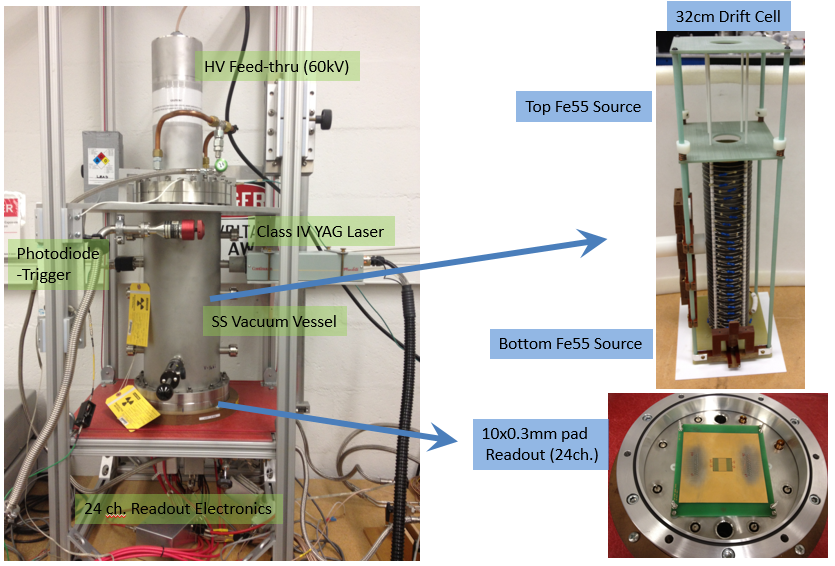 32cm Drift Cell
HV Feed-thru (60kV)
Top Fe55 Source
Class IV YAG Laser
Photodiode
-Trigger
SS Vacuum Vessel
Bottom Fe55 Source
10x0.3mm pad
Readout (24ch.)
24 ch. Readout Electronics